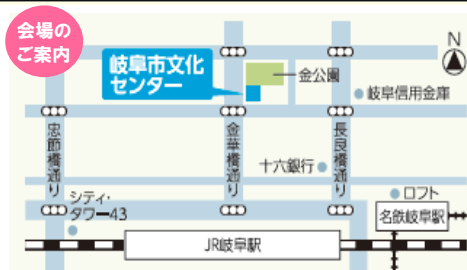 会場の
ご案内
N
岐阜市文化
センター
金公園
岐阜信用金庫
忠節橋通り
金華橋通り
長良橋通り
十六銀行
シティ・
タワー43
ロフト
名鉄岐阜駅
JR岐阜駅